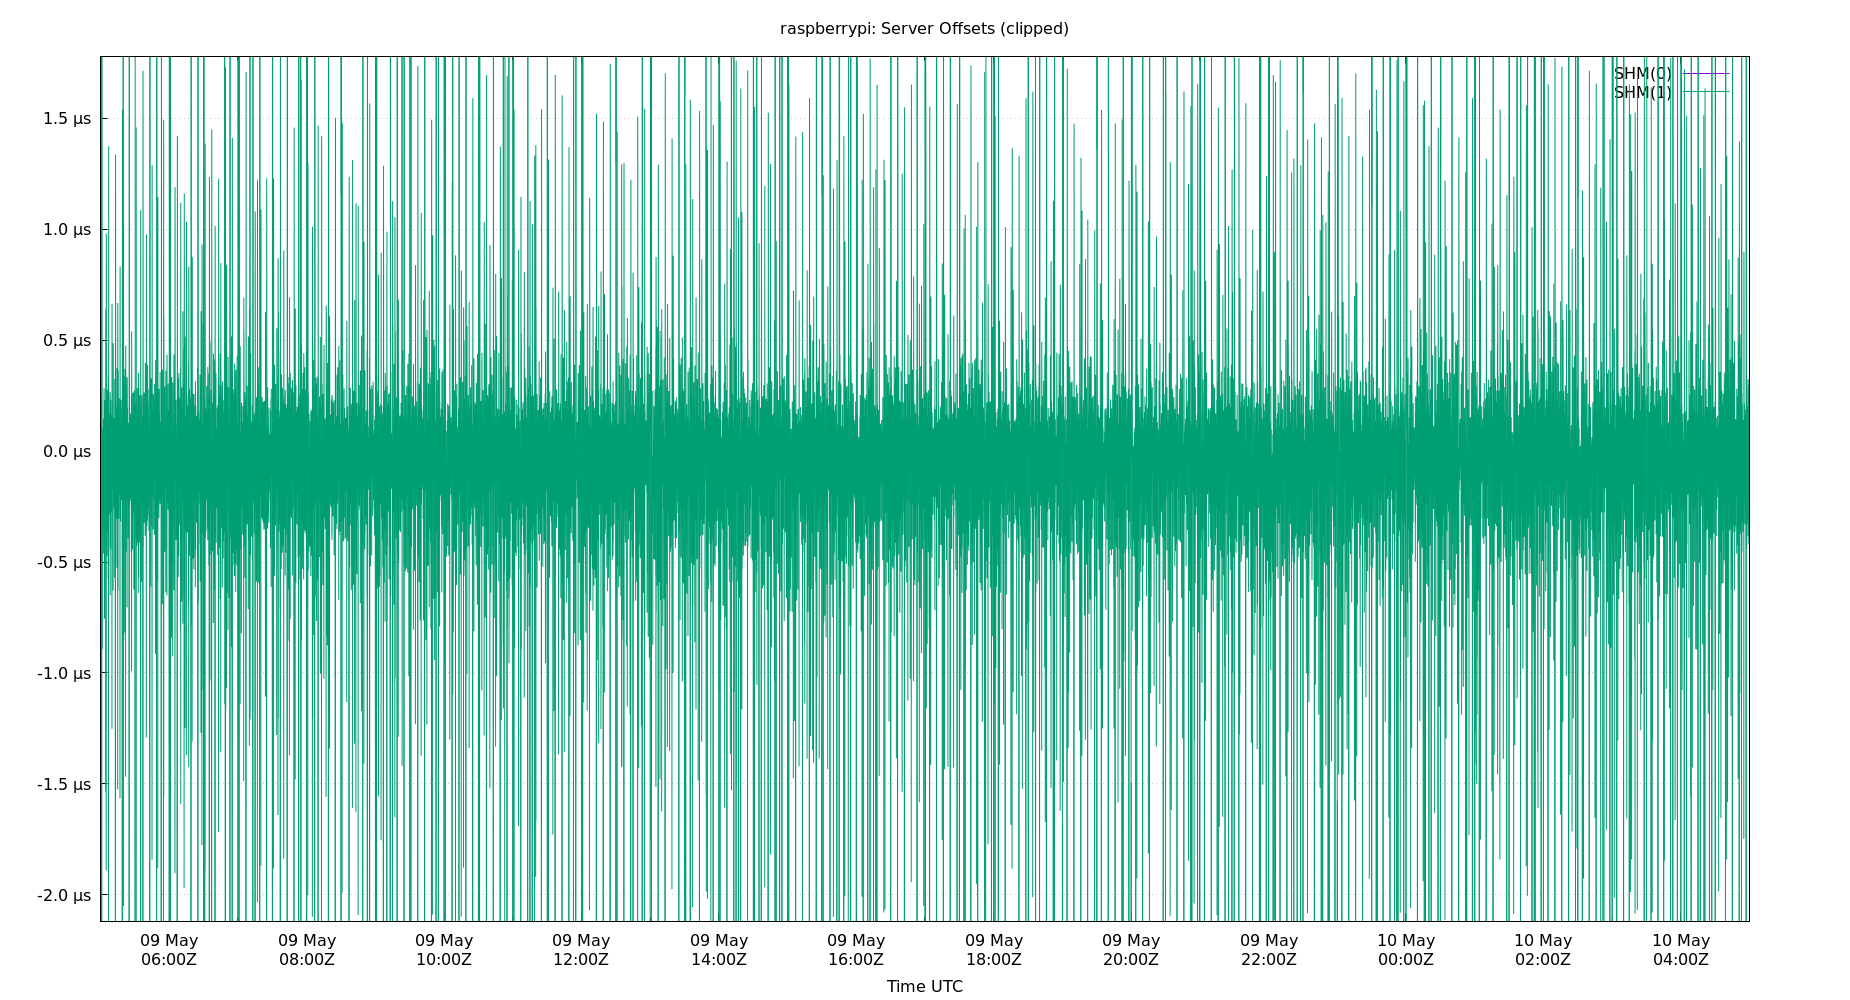 raspberrypi: Server Offsets (clipped)
SHM(0)
SHM(1)
1.5 µs
1.0 µs
0.5 µs
0.0 µs
-0.5 µs
-1.0 µs
-1.5 µs
-2.0 µs
09 May 09 May 09 May 09 May 09 May 09 May 09 May 09 May 09 May 10 May 10 May 10 May
06:00Z 08:00Z 10:00Z 12:00Z 14:00Z 16:00Z 18:00Z 20:00Z 22:00Z 00:00Z 02:00Z 04:00Z
Time UTC